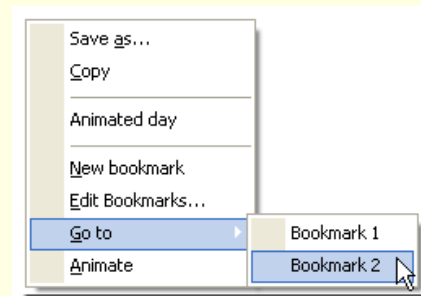 Save as...
Copy
Animated day
New bookmark
Edit Bookmarks...
Go to
Bookmark 1
Animate
Bookmark 2